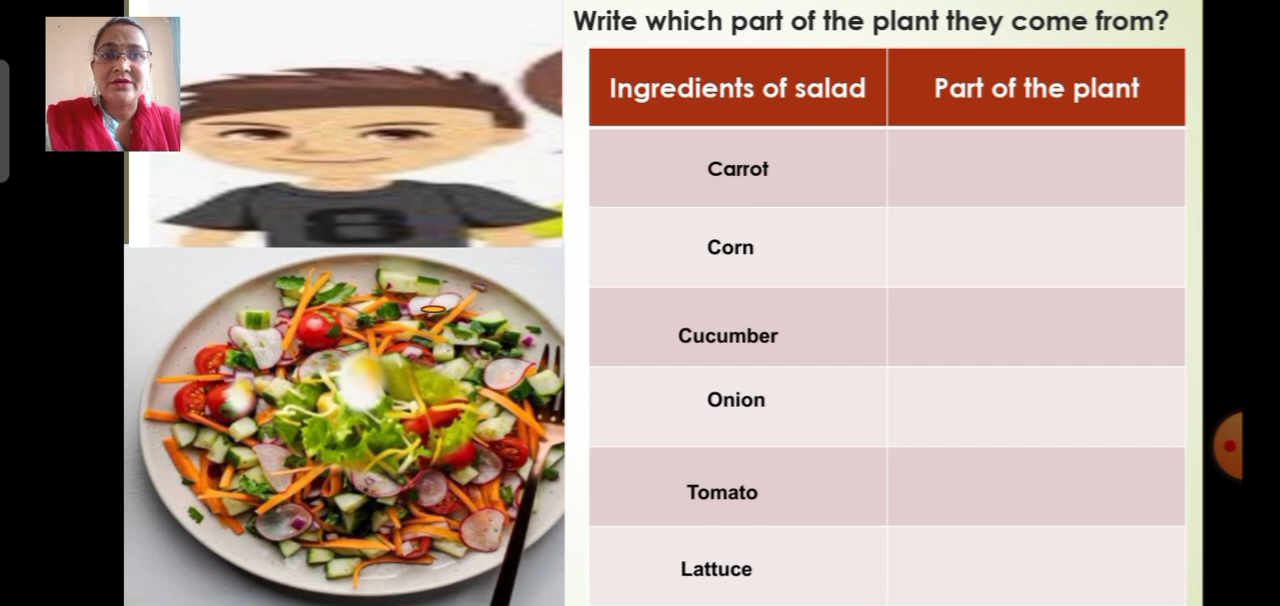 Write which part of the plant they come from?
Ingredients of salad Part of the plant
Carrot
Corn
Cucumber
Onion
Tomato
Lattuce
8